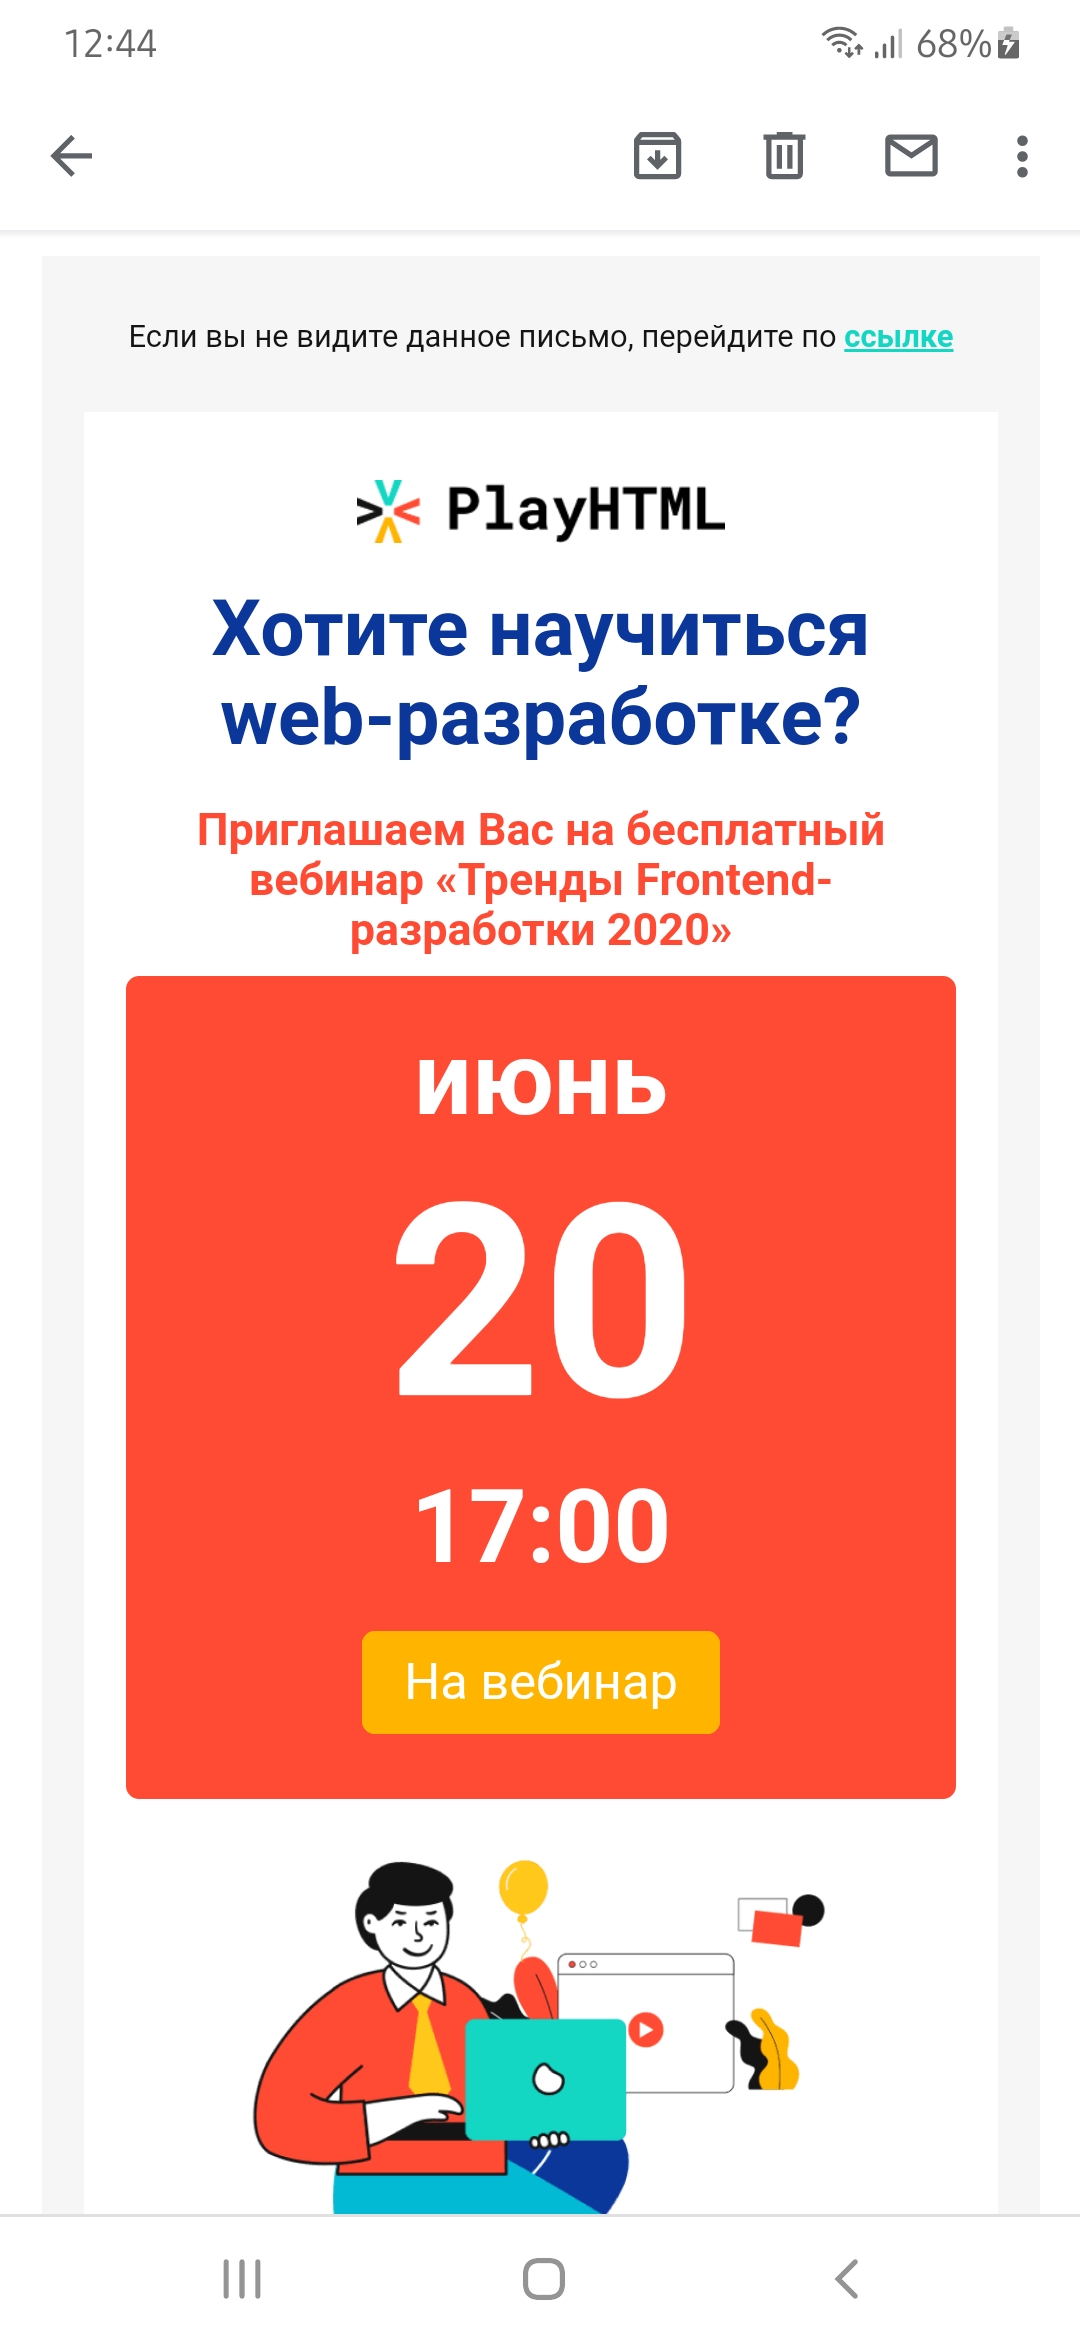 12:44
68%
Если вы не видите данное письмо, перейдите по ссылке
PlayHTML
Хотите научиться
web-разработке?
Приглашаем Вас на бесплатный
вебинар «Тренды Frontend-
разработки 2020»
июнь
20
17:00
На вебинар